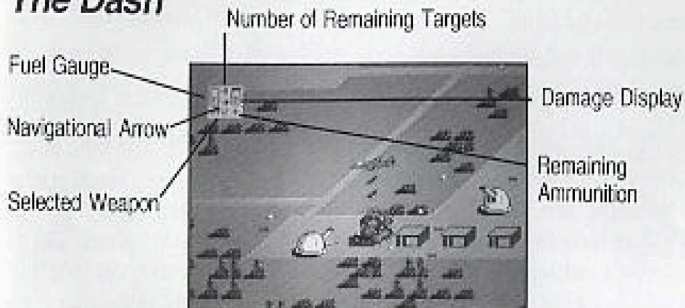 The Dash
Number of Remaining Targets
Fuel Gauge
Navigational Arrow
Selected Weapon
Damage Display
Remaining
Ammunition